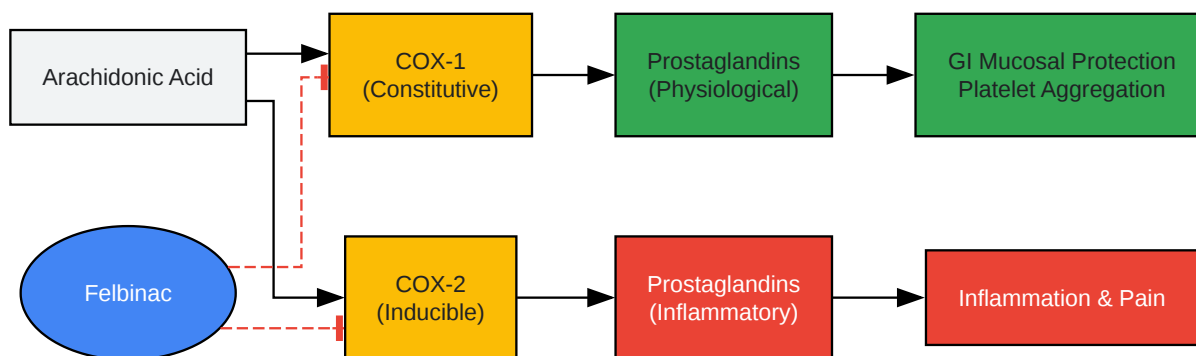 Arachidonic Acid
COX-1
(Constitutive)
Prostaglandins
(Physiological)
GI Mucosal Protection
Platelet Aggregation
Felbinac
COX-2
(Inducible)
Prostaglandins
(Inflammatory)
Inflammation & Pain